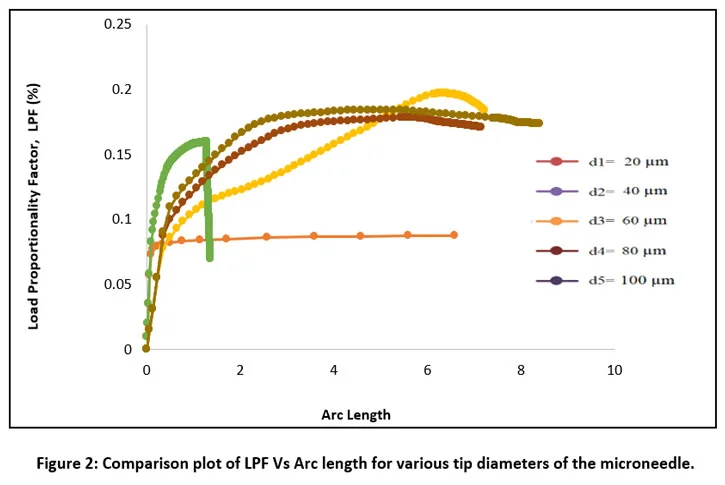 0.25
0.2
0.15
0.1
0.05
0
0 2 4 6 8 10
Load Proportionality Factor, LPF (%)
Arc Length
d1= 20 μm
d2= 40 μm
d3= 60 μm
d4= 80 μm
d5= 100 μm
Figure 2: Comparison plot of LPF Vs Arc length for various tip diameters of the microneedle.